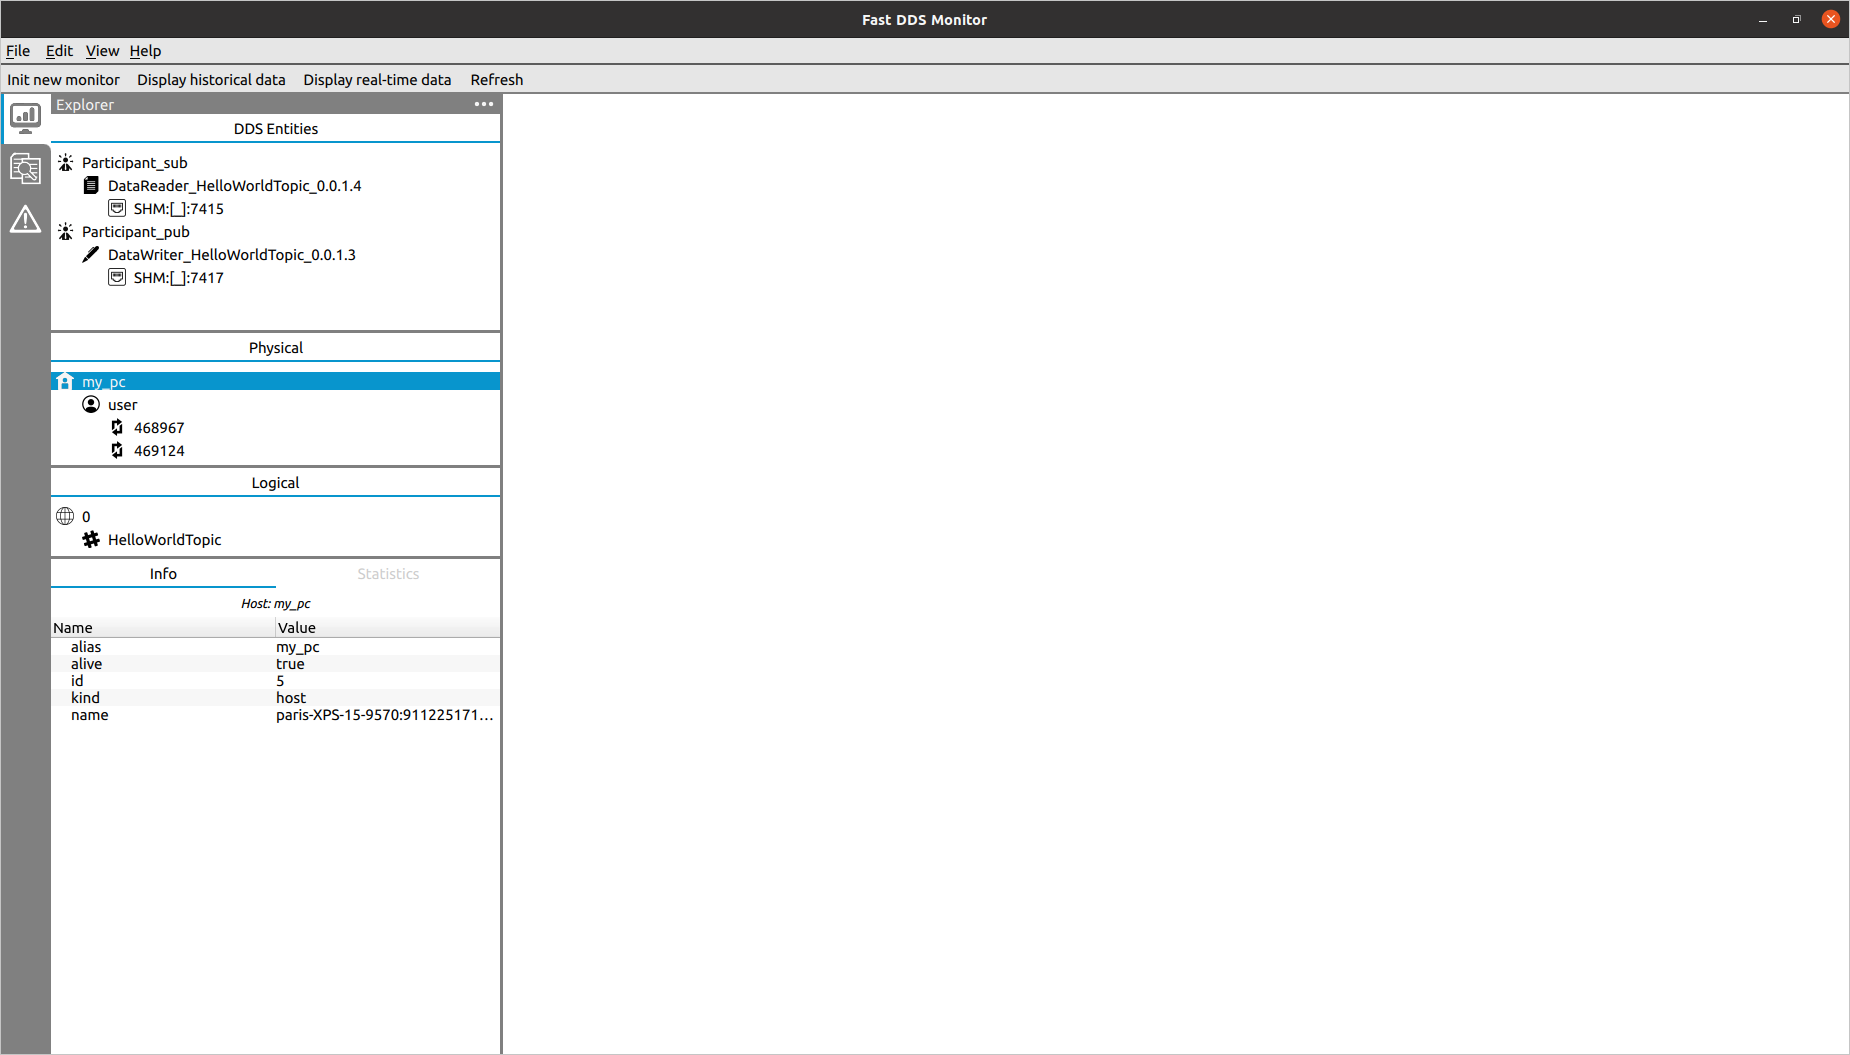 Fast DDS Monitor
File Edit View Help
Init new monitor Display historical data Display real-time data Refresh
Explorer
DDS Entities
Participant_sub
DataReader_HelloWorldTopic_0.0.1.4
SHM:[_]:7415
Participant_pub
DataWriter_HelloWorldTopic_0.0.1.3
SHM:[_]:7417
Physical
my_pc
user
468967
469124
Logical
0
HelloWorldTopic
Info Statistics
Host: my_pc
Name Value
alias my_pc
alive true
id 5
kind host
name paris-XPS-15-9570:911225171...